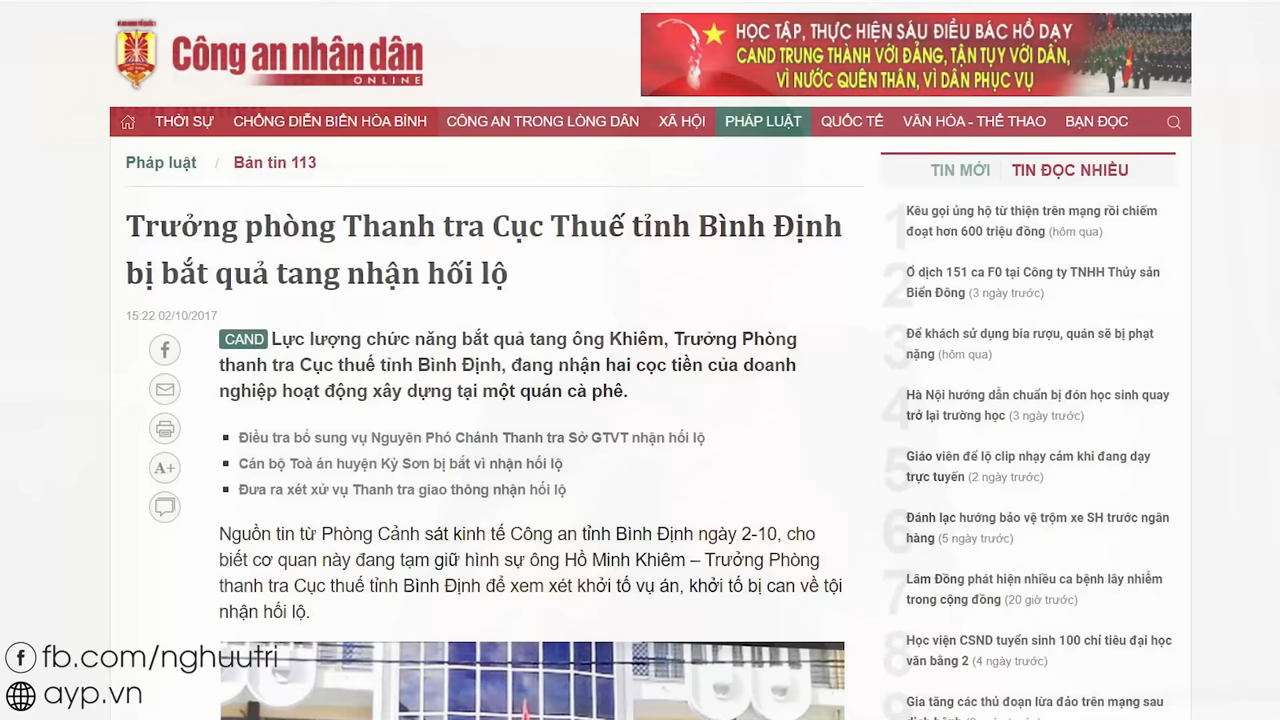 Công an nhân dân
ONLINE
HỌC TẬP, THỰC HIỆN SÁU ĐIỀU BÁC HỒ DẠY
CAND TRUNG THÀNH VỚI ĐẢNG, TẬN TỤY VỚI DÂN,
VÌ NƯỚC QUÊN THÂN, VÌ DÂN PHỤC VỤ
THỜI SỰ CHỐNG DIỄN BIẾN HÒA BÌNH CÔNG AN TRONG LÒNG DÂN XÃ HỘI PHÁP LUẬT QUỐC TẾ VĂN HÓA - THỂ THAO BẠN ĐỌC
Pháp luật / Bản tin 113
Trưởng phòng Thanh tra Cục Thuế tỉnh Bình Định
bị bắt quả tang nhận hối lộ
15:22 02/10/2017
CAND Lực lượng chức năng bắt quả tang ông Khiêm, Trưởng Phòng
thanh tra Cục thuế tỉnh Bình Định, đang nhận hai cọc tiền của doanh
nghiệp hoạt động xây dựng tại một quán cà phê.
A+
Điều tra bổ sung vụ Nguyên Phó Chánh Thanh tra Sở GTVT nhận hối lộ
Cán bộ Toà án huyện Kỳ Sơn bị bắt vì nhận hối lộ
Đưa ra xét xử vụ Thanh tra giao thông nhận hối lộ
Nguồn tin từ Phòng Cảnh sát kinh tế Công an tỉnh Bình Định ngày 2-10, cho
biết cơ quan này đang tạm giữ hình sự ông Hồ Minh Khiêm – Trưởng Phòng
thanh tra Cục thuế tỉnh Bình Định để xem xét khởi tố vụ án, khởi tố bị can về tội
nhận hối lộ.
TIN MỚI TIN ĐỌC NHIỀU
1 Kêu gọi ủng hộ từ thiện trên mạng rồi chiếm
đoạt hơn 600 triệu đồng (hôm qua)
2 Ổ dịch 151 ca F0 tại Công ty TNHH Thủy sản
Biển Đông (3 ngày trước)
3 Để khách sử dụng bia rượu, quán sẽ bị phạt
nặng (hôm qua)
4 Hà Nội hướng dẫn chuẩn bị đón học sinh quay
trở lại trường học (3 ngày trước)
5 Giáo viên để lộ clip nhạy cảm khi đang dạy
trực tuyến (2 ngày trước)
6 Đánh lạc hướng bảo vệ trộm xe SH trước ngân
hàng (5 ngày trước)
7 Lâm Đồng phát hiện nhiều ca bệnh lây nhiễm
trong cộng đồng (20 giờ trước)
8 Học viện CSND tuyển sinh 100 chỉ tiêu đại học
văn bằng 2 (4 ngày trước)
Gia tăng các thủ đoạn lừa đảo trên mạng sau
fb.com/nghuutri
ayp.vn